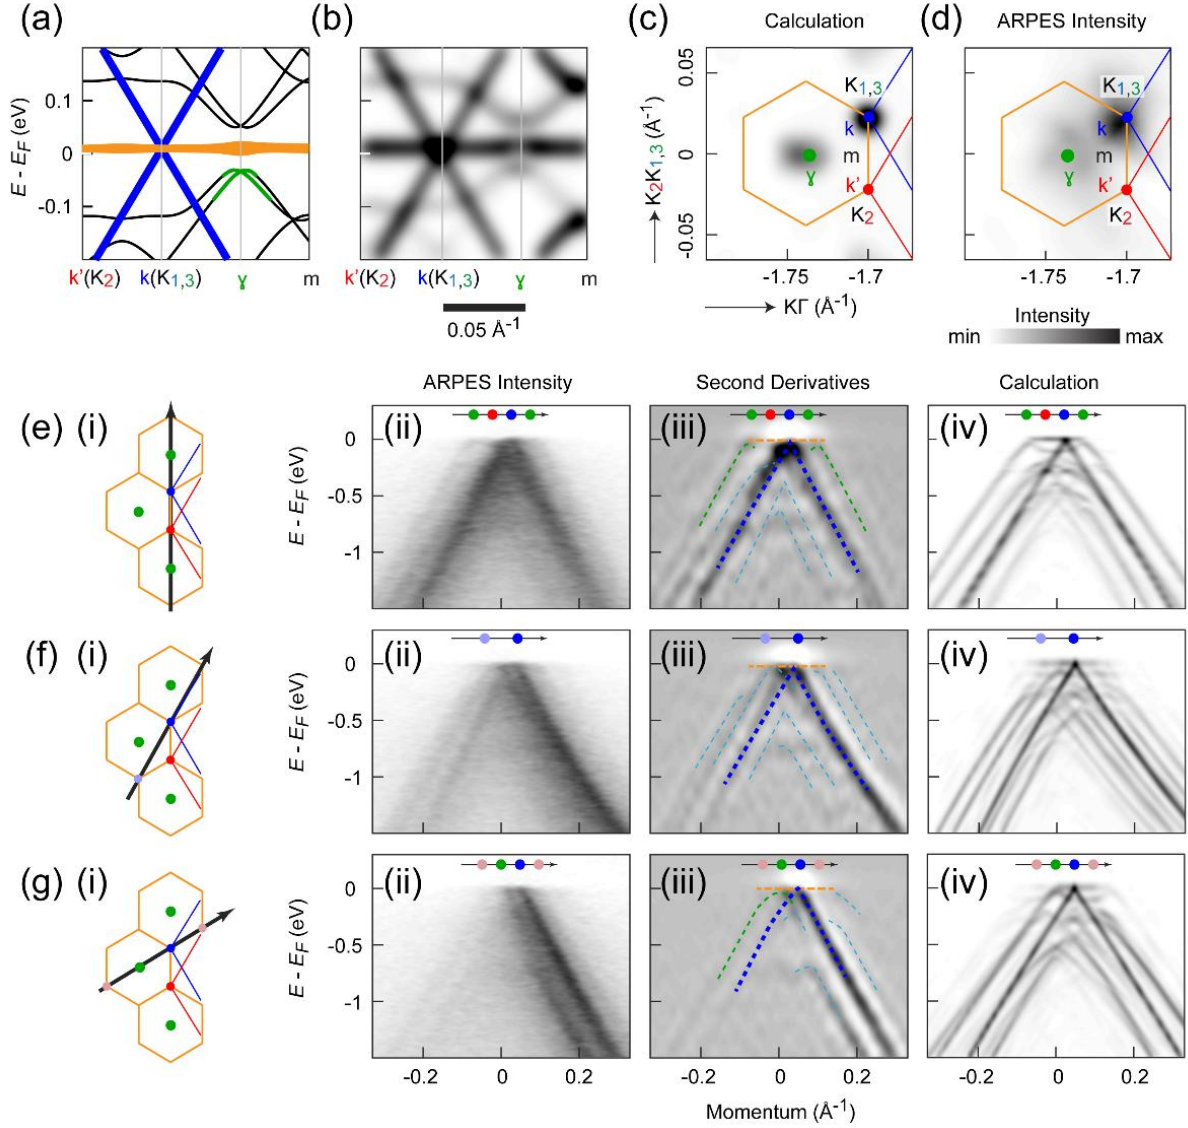 (a)
(b)
(c)
(d)
Calculation
ARPES Intensity
E - E_F (eV)
0.1
0
-0.1
k'(K2)
k(K1,3)
γ
m
k'(K2)
k(K1,3)
γ
m
0.05 Å-1
K2K1,3 (Å-1)
0.05
0
-0.05
K1,3
k
m
γ
k'
K2
-1.75
-1.7
KΓ (Å-1)
K1,3
k
m
γ
k'
K2
-1.75
-1.7
Intensity
min
max
ARPES Intensity
Second Derivatives
Calculation
(e)
(i)
(ii)
(iii)
(iv)
E - E_F (eV)
0
-0.5
-1
(f)
(i)
(ii)
(iii)
(iv)
E - E_F (eV)
0
-0.5
-1
(g)
(i)
(ii)
(iii)
(iv)
E - E_F (eV)
0
-0.5
-1
-0.2
0
0.2
-0.2
0
0.2
-0.2
0
0.2
Momentum (Å-1)